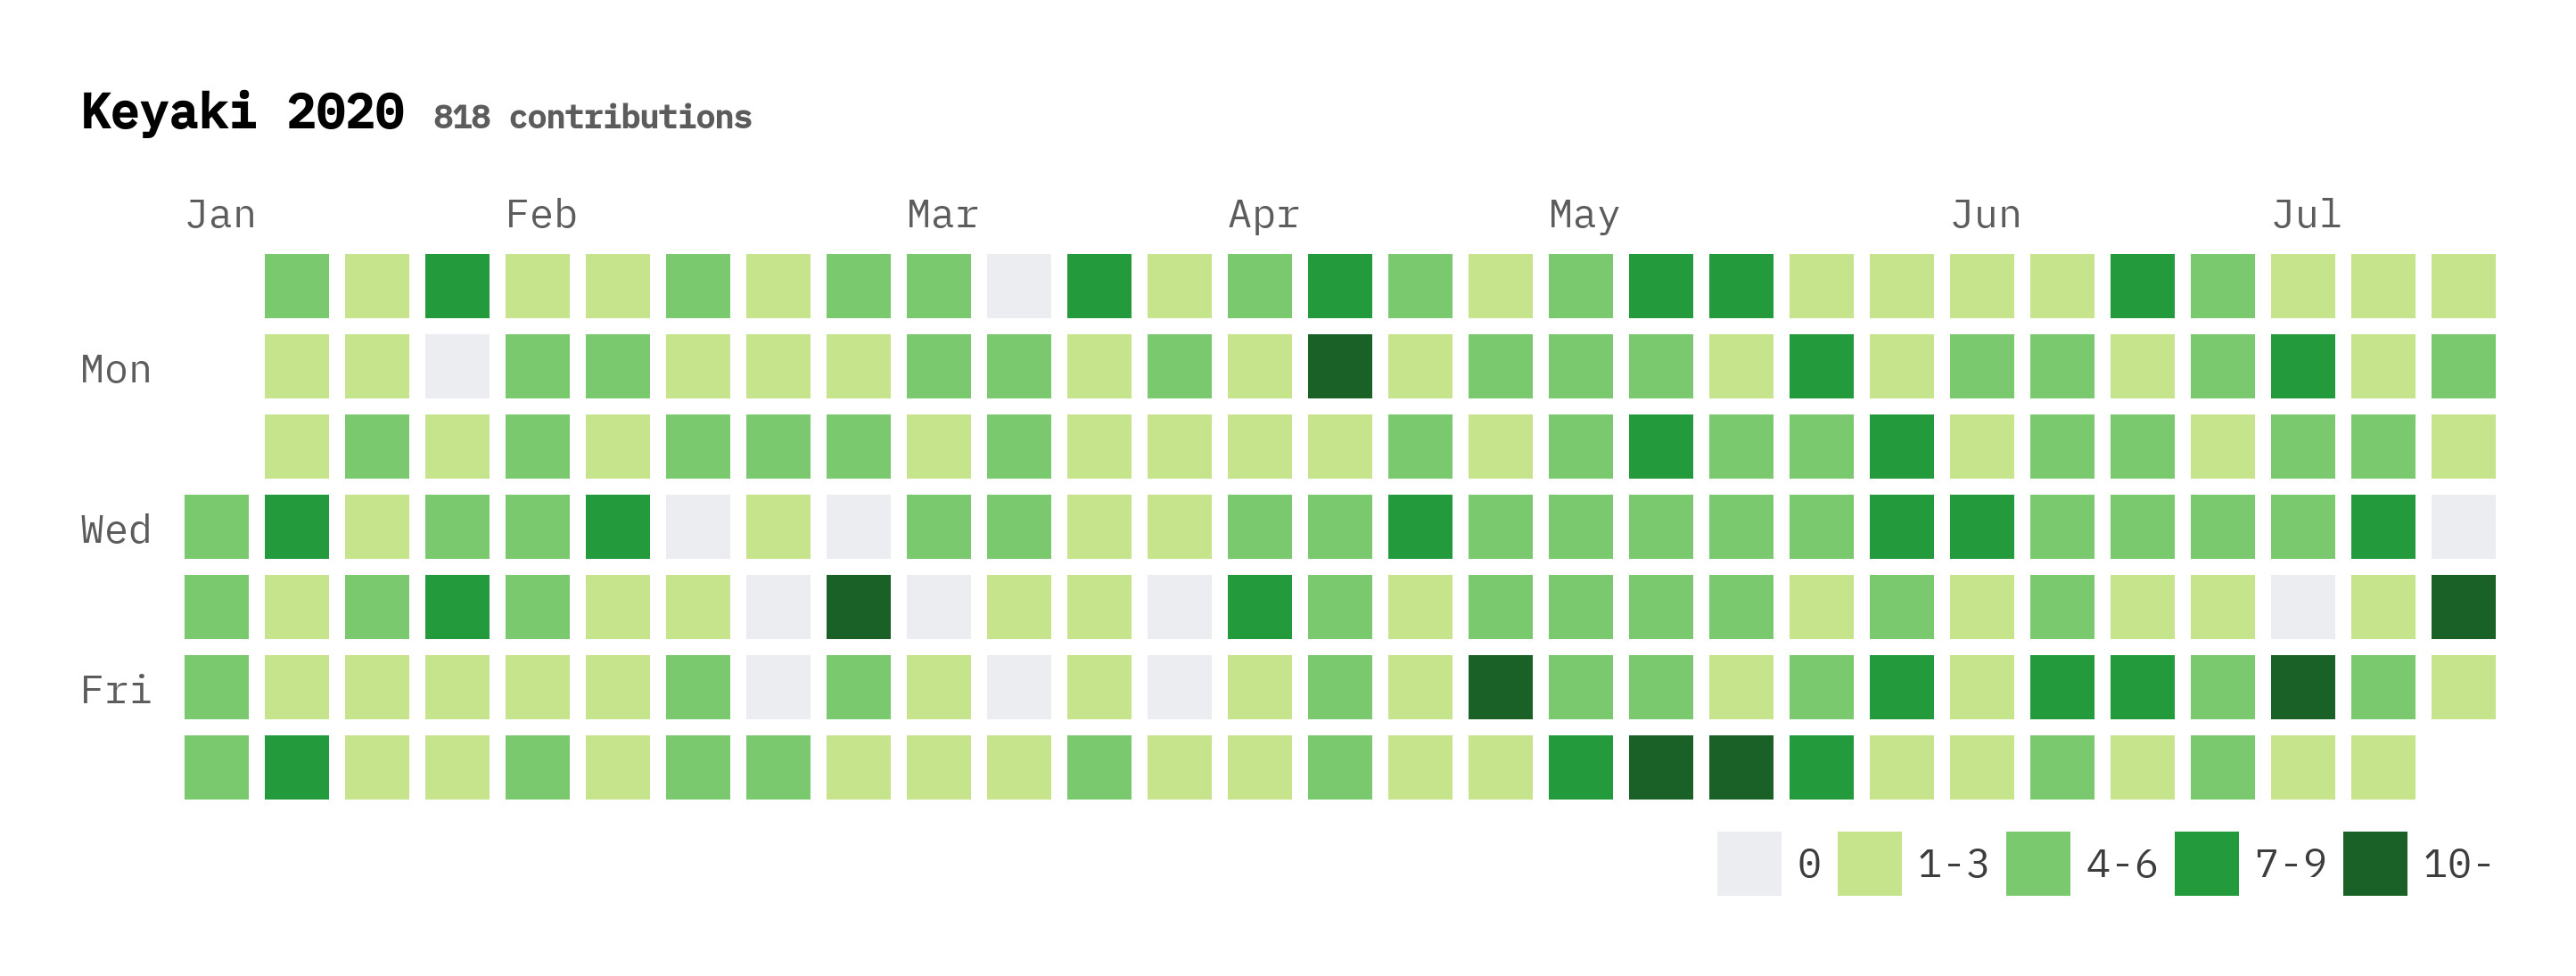 Keyaki 2020 818 contributions
Jan Feb Mar Apr May Jun Jul
Mon
Wed
Fri
0 1-3 4-6 7-9 10-